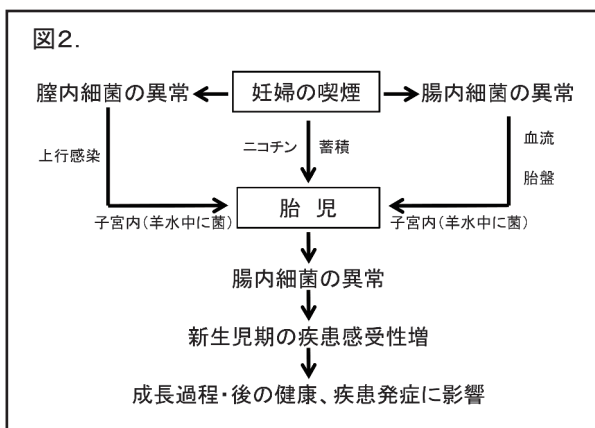 図2.
膣内細菌の異常 妊婦の喫煙 腸内細菌の異常
上行感染 ニコチン 蓄積 血流
胎盤
子宮内(羊水中に菌) 胎 児 子宮内(羊水中に菌)
腸内細菌の異常
新生児期の疾患感受性増
成長過程・後の健康、疾患発症に影響